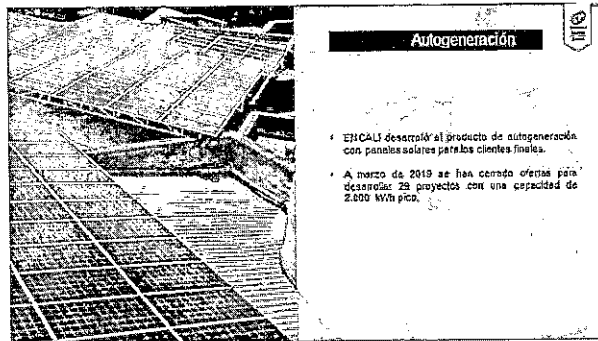 Autogeneración
• EMCALI desarrolló el producto de autogeneración
con paneles solares para los clientes finales.
• A marzo de 2019 se han cerrado ofertas para
desarrollar 29 proyectos con una capacidad de
2.000 kWh pico.